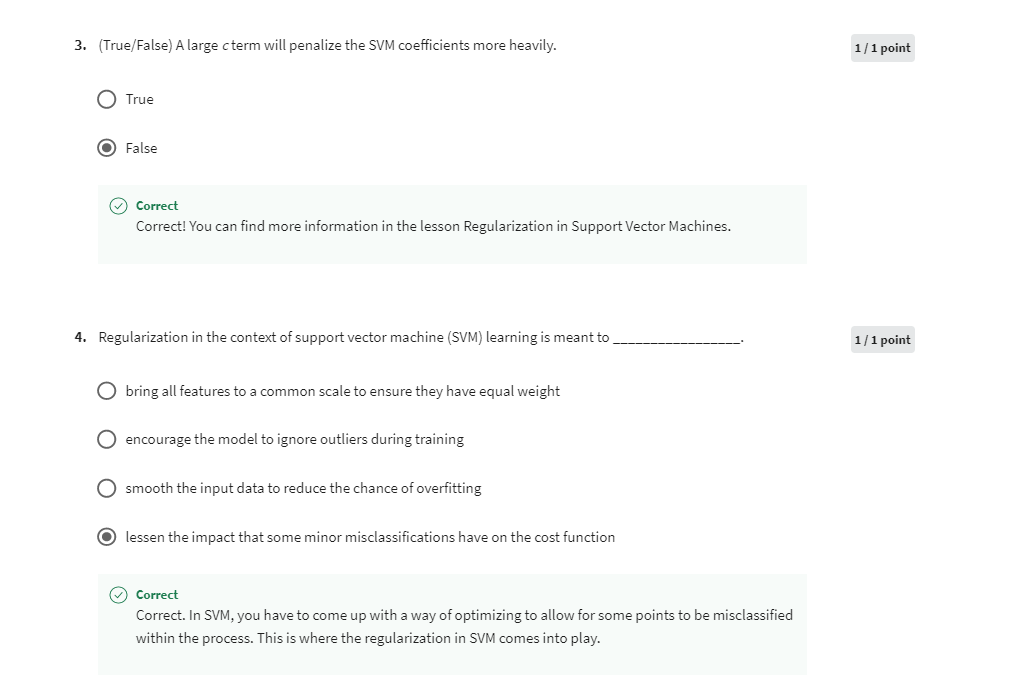 3. (True/False) A large c term will penalize the SVM coefficients more heavily.
1 / 1 point
True
False
Correct
Correct! You can find more information in the lesson Regularization in Support Vector Machines.
4. Regularization in the context of support vector machine (SVM) learning is meant to _________________.
1 / 1 point
bring all features to a common scale to ensure they have equal weight
encourage the model to ignore outliers during training
smooth the input data to reduce the chance of overfitting
lessen the impact that some minor misclassifications have on the cost function
Correct
Correct. In SVM, you have to come up with a way of optimizing to allow for some points to be misclassified
within the process. This is where the regularization in SVM comes into play.